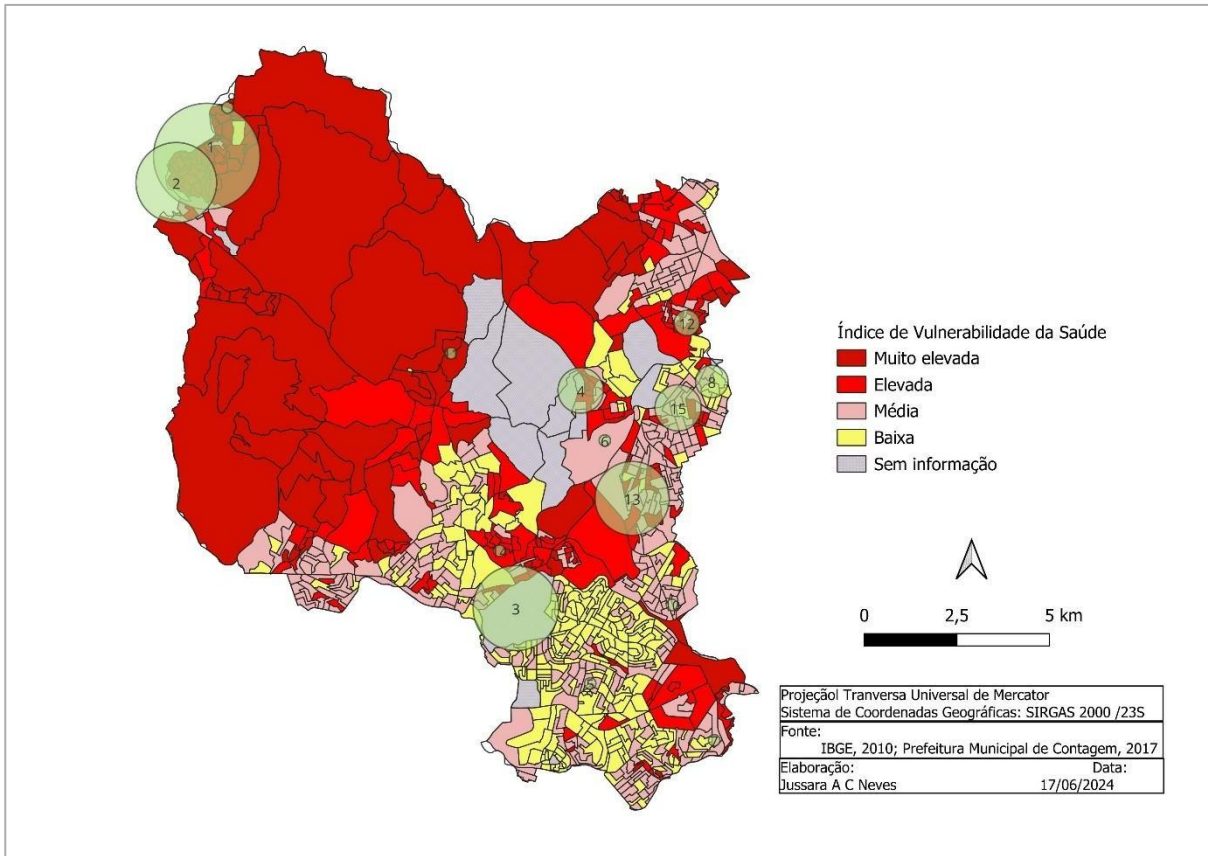 1
2
12
4
8
15
6
13
3
Índice de Vulnerabilidade da Saúde
Muito elevada
Elevada
Média
Baixa
Sem informação
0 2,5 5 km
Projeçãol Tranversa Universal de Mercator
Sistema de Coordenadas Geográficas: SIRGAS 2000 /23S
Fonte:
IBGE, 2010; Prefeitura Municipal de Contagem, 2017
Elaboração: Data:
Jussara A C Neves 17/06/2024